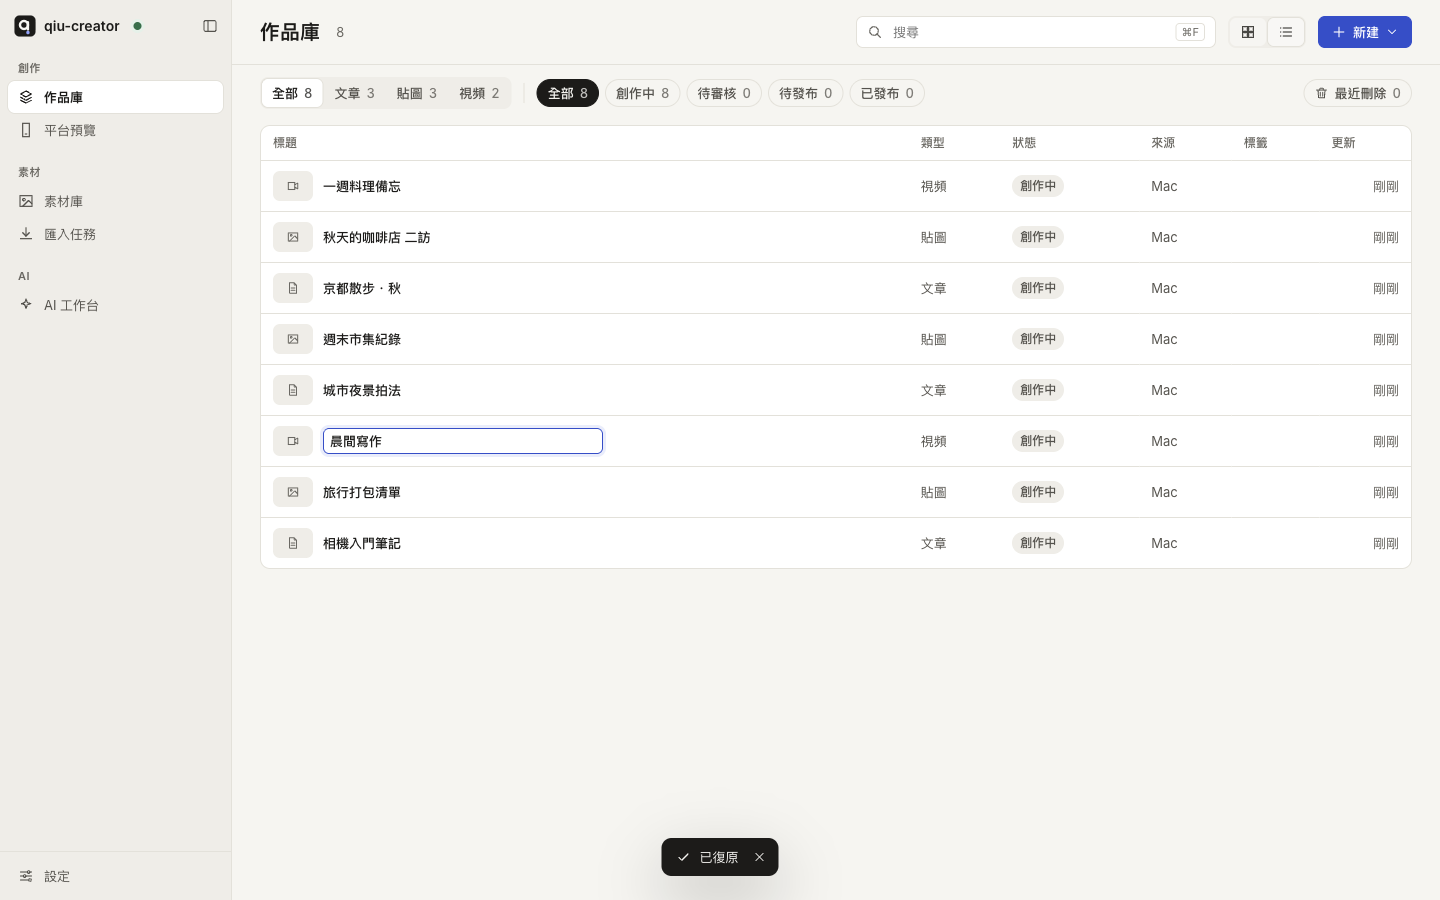 qiu-creator
創作
作品庫
平台預覽
素材
素材庫
匯入任務
AI
AI 工作台
設定
作品庫 8
搜尋 ⌘F
新建
全部 8 文章 3 貼圖 3 視頻 2 全部 8 創作中 8 待審核 0 待發布 0 已發布 0 最近刪除 0
標題 類型 狀態 來源 標籤 更新
一週料理備忘 視頻 創作中 Mac 剛剛
秋天的咖啡店 二訪 貼圖 創作中 Mac 剛剛
京都散步 · 秋 文章 創作中 Mac 剛剛
週末市集紀錄 貼圖 創作中 Mac 剛剛
城市夜景拍法 文章 創作中 Mac 剛剛
晨間寫作 視頻 創作中 Mac 剛剛
旅行打包清單 貼圖 創作中 Mac 剛剛
相機入門筆記 文章 創作中 Mac 剛剛
已復原